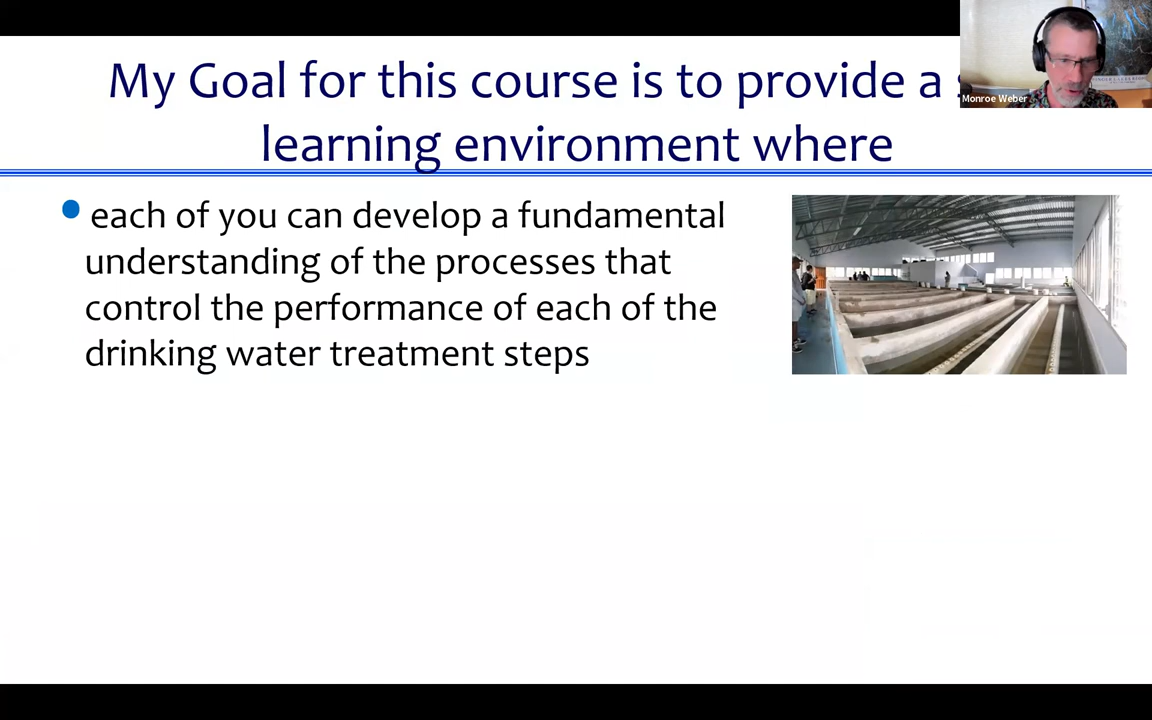 My Goal for this course is to provide a
learning environment where
Monroe Weber
each of you can develop a fundamental
understanding of the processes that
control the performance of each of the
drinking water treatment steps